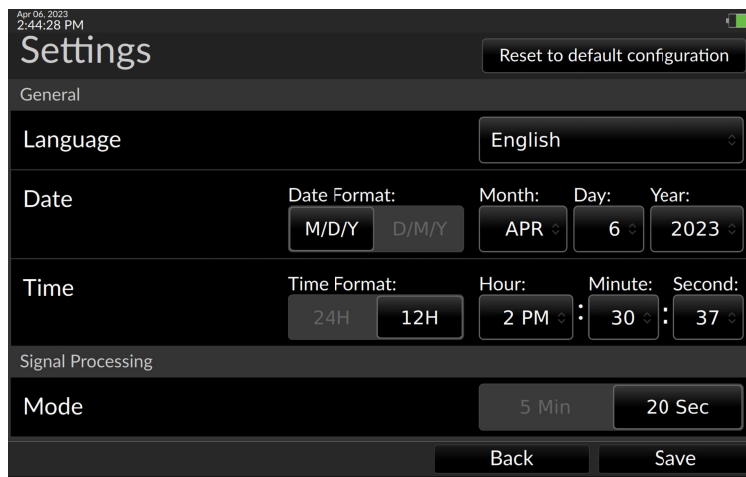 Apr 06, 2023
2:44:28 PM
Settings
Reset to default configuration
General
Language
English
Date
Date Format:
Month:
Day:
Year:
M/D/Y
D/M/Y
APR
6
2023
Time
Time Format:
Hour:
Minute:
Second:
24H
12H
2 PM
:
30
:
37
Signal Processing
Mode
5 Min
20 Sec
Back
Save